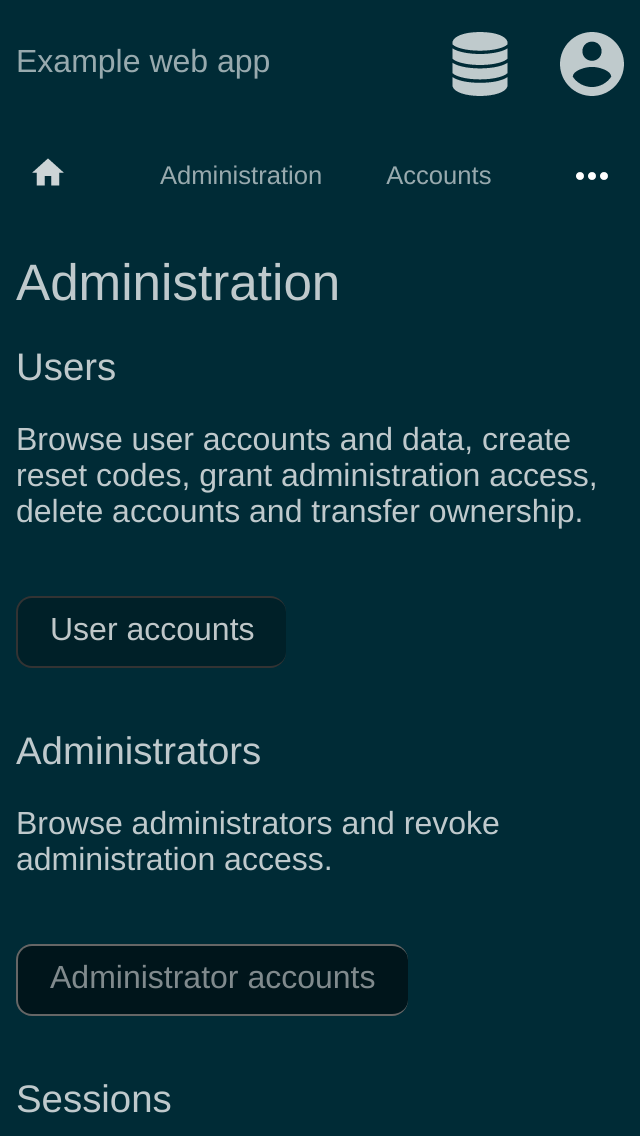 Example web app
Administration
Accounts
Administration
Users
Browse user accounts and data, create
reset codes, grant administration access,
delete accounts and transfer ownership.
User accounts
Administrators
Browse administrators and revoke
administration access.
Administrator accounts
Sessions